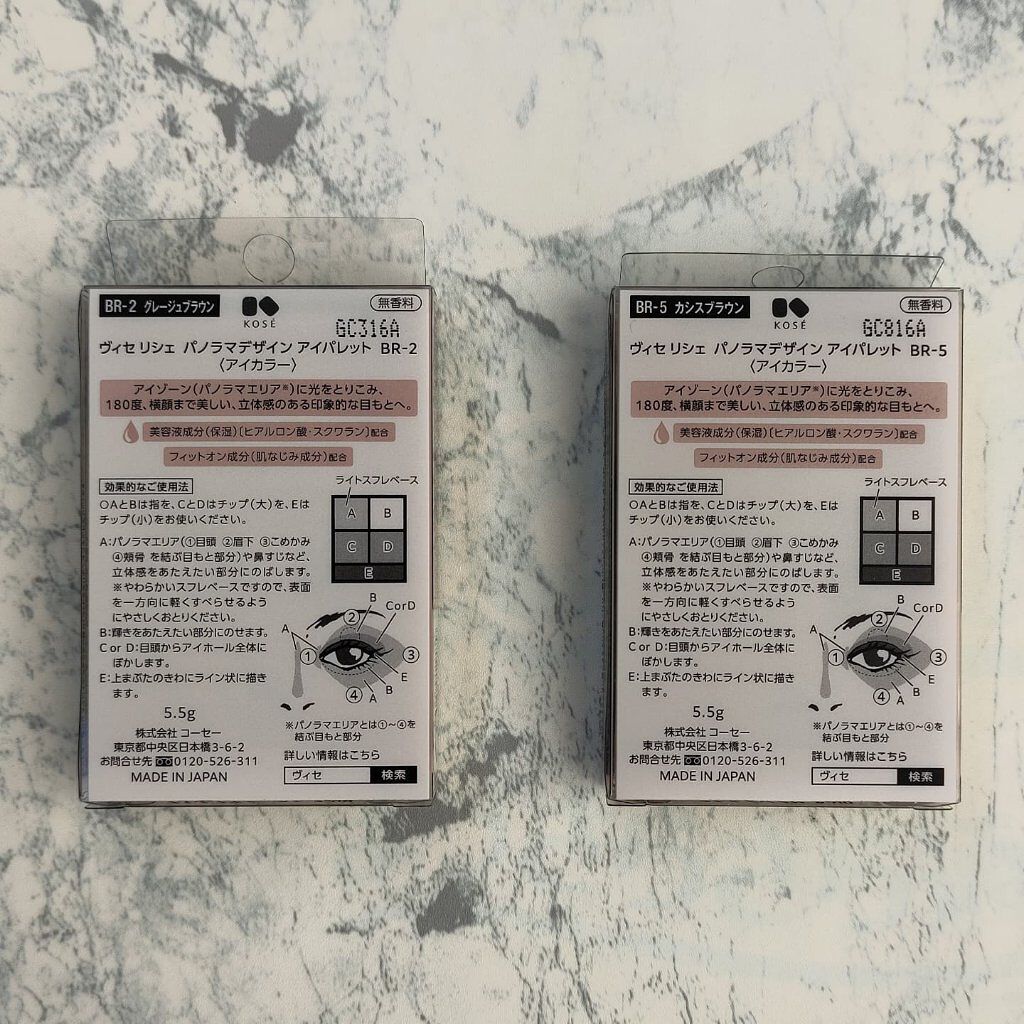 BR-2 グレージュブラウン
KOSÉ
無香料
GC316A
ヴィセ リシェ パノラマデザイン アイパレット BR-2
〈アイカラー〉
アイゾーン(パノラマエリア※)に光をとりこみ、
180度、横顔まで美しい、立体感のある印象的な目もとへ。
美容液成分(保湿)〔ヒアルロン酸・スクワラン〕配合
フィットオン成分(肌なじみ成分)配合
効果的なご使用法
ライトスフレベース
○AとBは指を、CとDはチップ(大)を、Eは
チップ(小)をお使いください。
A B
C D
E
A:パノラマエリア(①目頭 ②眉下 ③こめかみ
④頬骨 を結ぶ目もと部分)や鼻すじなど、
立体感をあたえたい部分にのばします。
※やわらかいスフレベースですので、表面
を一方向に軽くすべらせるよう
にやさしくおとりください。
B:輝きをあたえたい部分にのせます。
C or D:目頭からアイホール全体に
ぼかします。
E:上まぶたのきわにライン状に描き
ます。
B
CorD
A
②
①
③
E
④
B
A
5.5g
※パノラマエリアとは①〜④を
結ぶ目もと部分
株式会社 コーセー
東京都中央区日本橋3-6-2
お問合せ先 0120-526-311
MADE IN JAPAN
詳しい情報はこちら
ヴィセ 検索
BR-5 カシスブラウン
KOSÉ
無香料
GC816A
ヴィセ リシェ パノラマデザイン アイパレット BR-5
〈アイカラー〉
アイゾーン(パノラマエリア※)に光をとりこみ、
180度、横顔まで美しい、立体感のある印象的な目もとへ。
美容液成分(保湿)〔ヒアルロン酸・スクワラン〕配合
フィットオン成分(肌なじみ成分)配合
効果的なご使用法
ライトスフレベース
○AとBは指を、CとDはチップ(大)を、Eは
チップ(小)をお使いください。
A B
C D
E
A:パノラマエリア(①目頭 ②眉下 ③こめかみ
④頬骨 を結ぶ目もと部分)や鼻すじなど、
立体感をあたえたい部分にのばします。
※やわらかいスフレベースですので、表面
を一方向に軽くすべらせるよう
にやさしくおとりください。
B:輝きをあたえたい部分にのせます。
C or D:目頭からアイホール全体に
ぼかします。
E:上まぶたのきわにライン状に描き
ます。
B
CorD
A
②
①
③
E
④
B
A
5.5g
※パノラマエリアとは①〜④を
結ぶ目もと部分
株式会社 コーセー
東京都中央区日本橋3-6-2
お問合せ先 0120-526-311
MADE IN JAPAN
詳しい情報はこちら
ヴィセ 検索